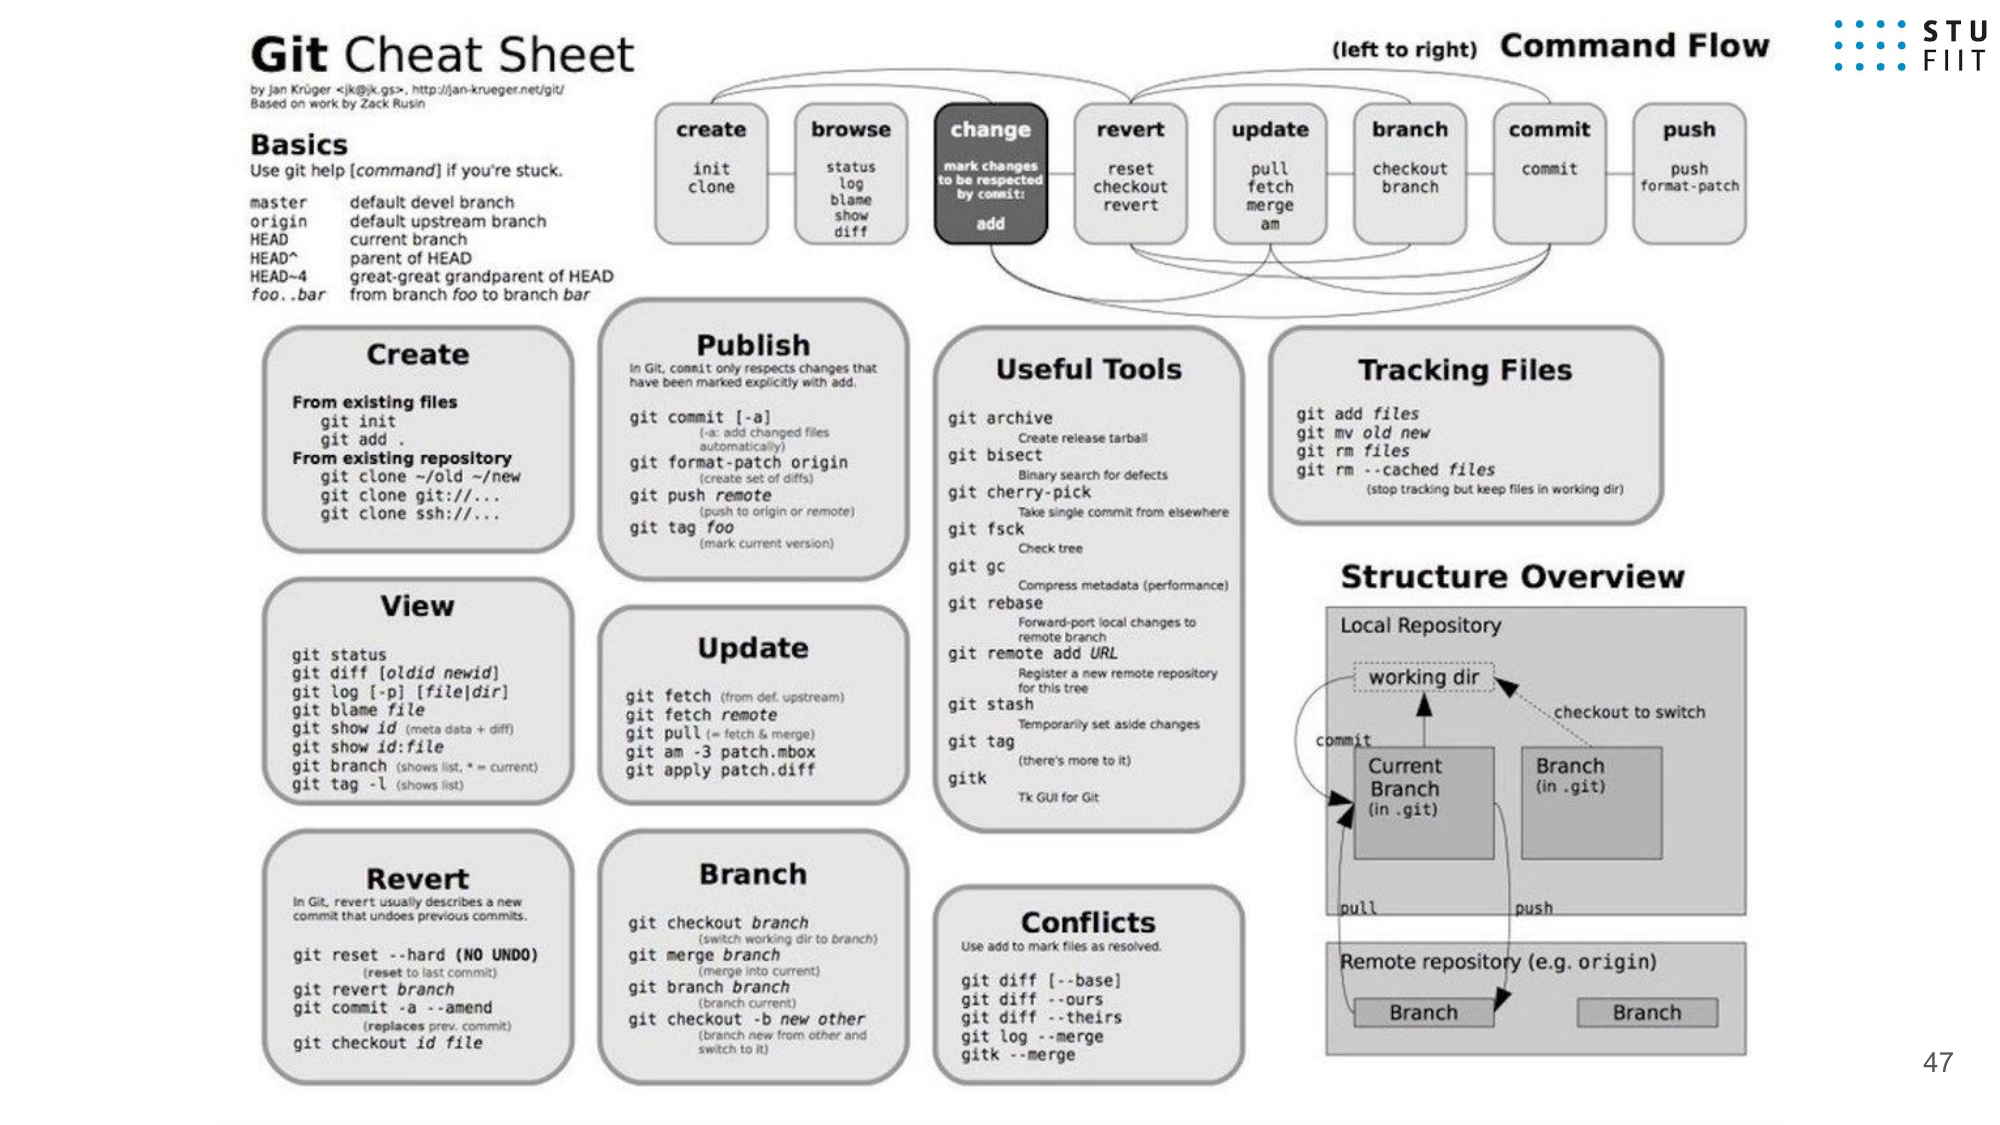 Git Cheat Sheet
by Jan Krüger <jk@jk.gs>, http://jan-krueger.net/git/
Based on work by Zack Rusin
(left to right) Command Flow
STU
FIIT
Basics
Use git help [command] if you're stuck.
master default devel branch
origin default upstream branch
HEAD current branch
HEAD^ parent of HEAD
HEAD~4 great-great grandparent of HEAD
foo..bar from branch foo to branch bar
create
init
clone
browse
status
log
blame
show
diff
change
mark changes
to be respected
by commit:
add
revert
reset
checkout
revert
update
pull
fetch
merge
am
branch
checkout
branch
commit
commit
push
push
format-patch
Create
From existing files
git init
git add .
From existing repository
git clone ~/old ~/new
git clone git://...
git clone ssh://...
View
git status
git diff [oldid newid]
git log [-p] [file|dir]
git blame file
git show id (meta data + diff)
git show id:file
git branch (shows list, * = current)
git tag -l (shows list)
Revert
In Git, revert usually describes a new
commit that undoes previous commits.
git reset --hard (NO UNDO)
(reset to last commit)
git revert branch
git commit -a --amend
(replaces prev. commit)
git checkout id file
Publish
In Git, commit only respects changes that
have been marked explicitly with add.
git commit [-a]
(-a: add changed files
automatically)
git format-patch origin
(create set of diffs)
git push remote
(push to origin or remote)
git tag foo
(mark current version)
Update
git fetch (from def. upstream)
git fetch remote
git pull (= fetch & merge)
git am -3 patch.mbox
git apply patch.diff
Branch
git checkout branch
(switch working dir to branch)
git merge branch
(merge into current)
git branch branch
(branch current)
git checkout -b new other
(branch new from other and
switch to it)
Useful Tools
git archive
Create release tarball
git bisect
Binary search for defects
git cherry-pick
Take single commit from elsewhere
git fsck
Check tree
git gc
Compress metadata (performance)
git rebase
Forward-port local changes to
remote branch
git remote add URL
Register a new remote repository
for this tree
git stash
Temporarily set aside changes
git tag
(there's more to it)
gitk
Tk GUI for Git
Conflicts
Use add to mark files as resolved.
git diff [--base]
git diff --ours
git diff --theirs
git log --merge
gitk --merge
Tracking Files
git add files
git mv old new
git rm files
git rm --cached files
(stop tracking but keep files in working dir)
Structure Overview
Local Repository
working dir
checkout to switch
commit
Current
Branch
(in .git)
Branch
(in .git)
pull
push
Remote repository (e.g. origin)
Branch
Branch
47